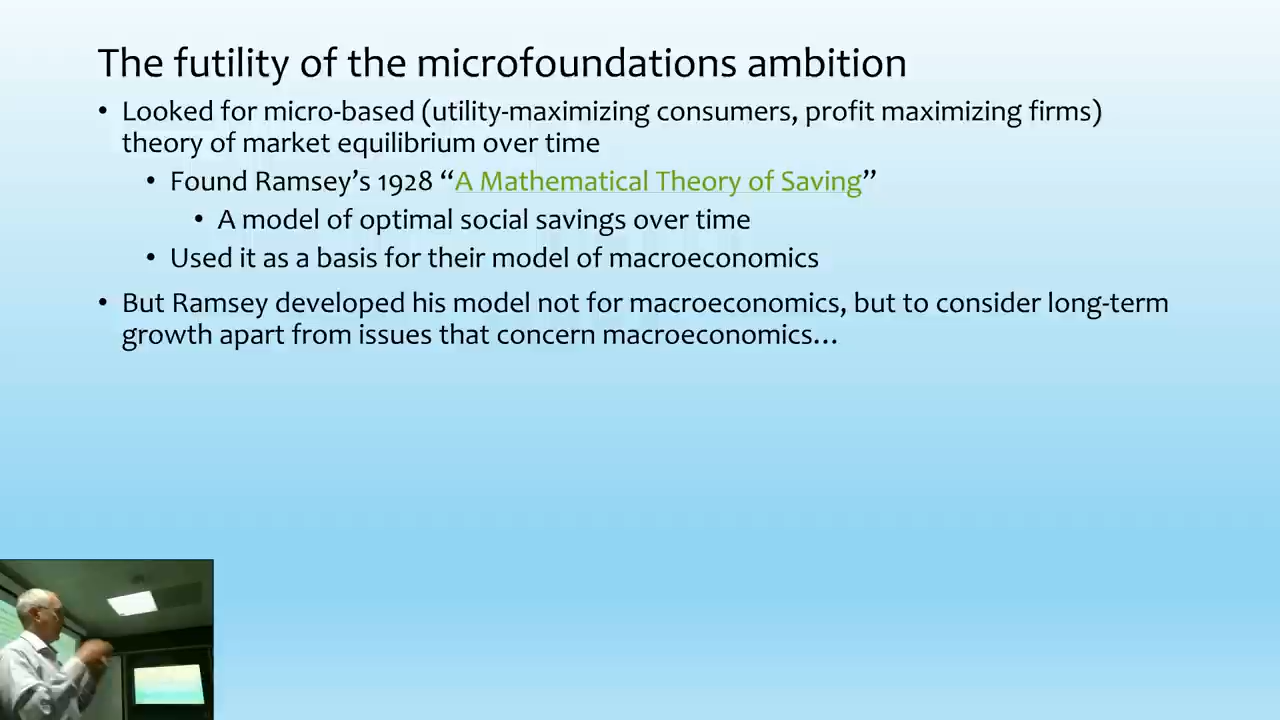 The futility of the microfoundations ambition
• Looked for micro-based (utility-maximizing consumers, profit maximizing firms)
theory of market equilibrium over time
• Found Ramsey’s 1928 “A Mathematical Theory of Saving”
• A model of optimal social savings over time
• Used it as a basis for their model of macroeconomics
• But Ramsey developed his model not for macroeconomics, but to consider long-term
growth apart from issues that concern macroeconomics…